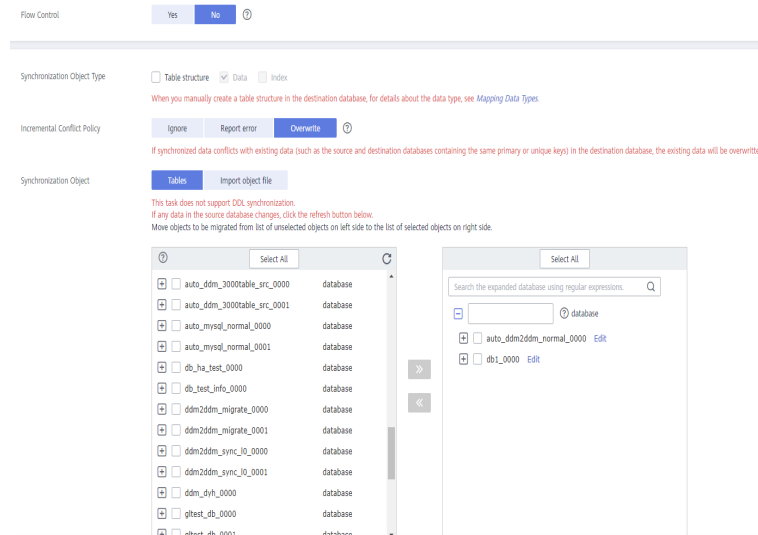 Flow Control Yes No
Synchronization Object Type Table structure Data Index
When you manually create a table structure in the destination database, for details about the data type, see Mapping Data Types.
Incremental Conflict Policy Ignore Report error Overwrite
If synchronized data conflicts with existing data (such as the source and destination databases containing the same primary or unique keys) in the destination database, the existing data will be overwritte
Synchronization Object Tables Import object file
This task does not support DDL synchronization.
If any data in the source database changes, click the refresh button below.
Move objects to be migrated from list of unselected objects on left side to the list of selected objects on right side.
Select All
auto_ddm_3000table_src_0000 database
auto_ddm_3000table_src_0001 database
auto_mysql_normal_0000 database
auto_mysql_normal_0001 database
db_ha_test_0000 database
db_test_info_0000 database
ddm2ddm_migrate_0000 database
ddm2ddm_migrate_0001 database
ddm2ddm_sync_l0_0000 database
ddm2ddm_sync_l0_0001 database
ddm_dyh_0000 database
gltest_db_0000 database
gltest_db_0001 database
Select All
Search the expanded database using regular expressions.
database
auto_ddm2ddm_normal_0000 Edit
db1_0000 Edit